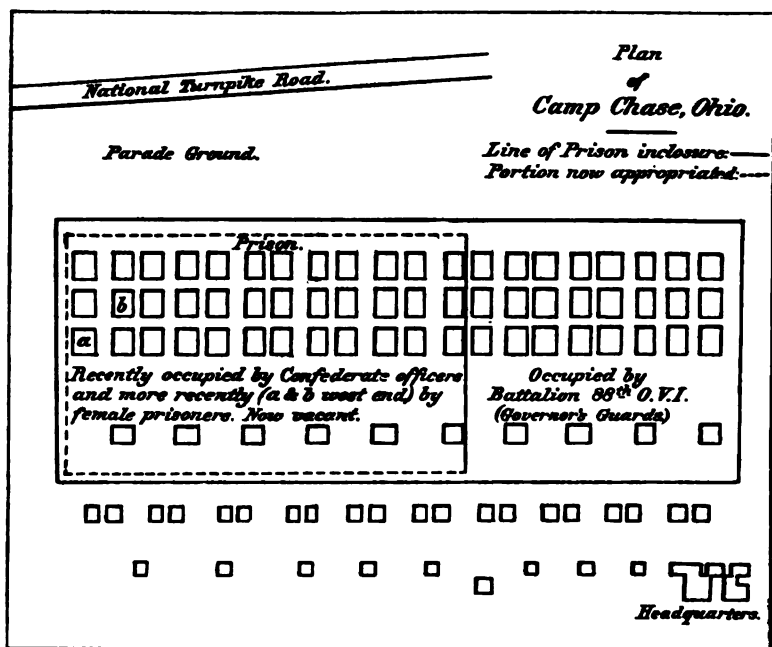 Plan
of
Camp Chase, Ohio.
National Turnpike Road.
Parade Ground.
Line of Prison inclosure:
Portion now appropriated:
Prison.
b
a
Recently occupied by Confederate officers
and more recently (a & b west end) by
female prisoners. Now vacant.
Occupied by
Battalion 88th O.V.I.
(Governor's Guards)
Headquarters.